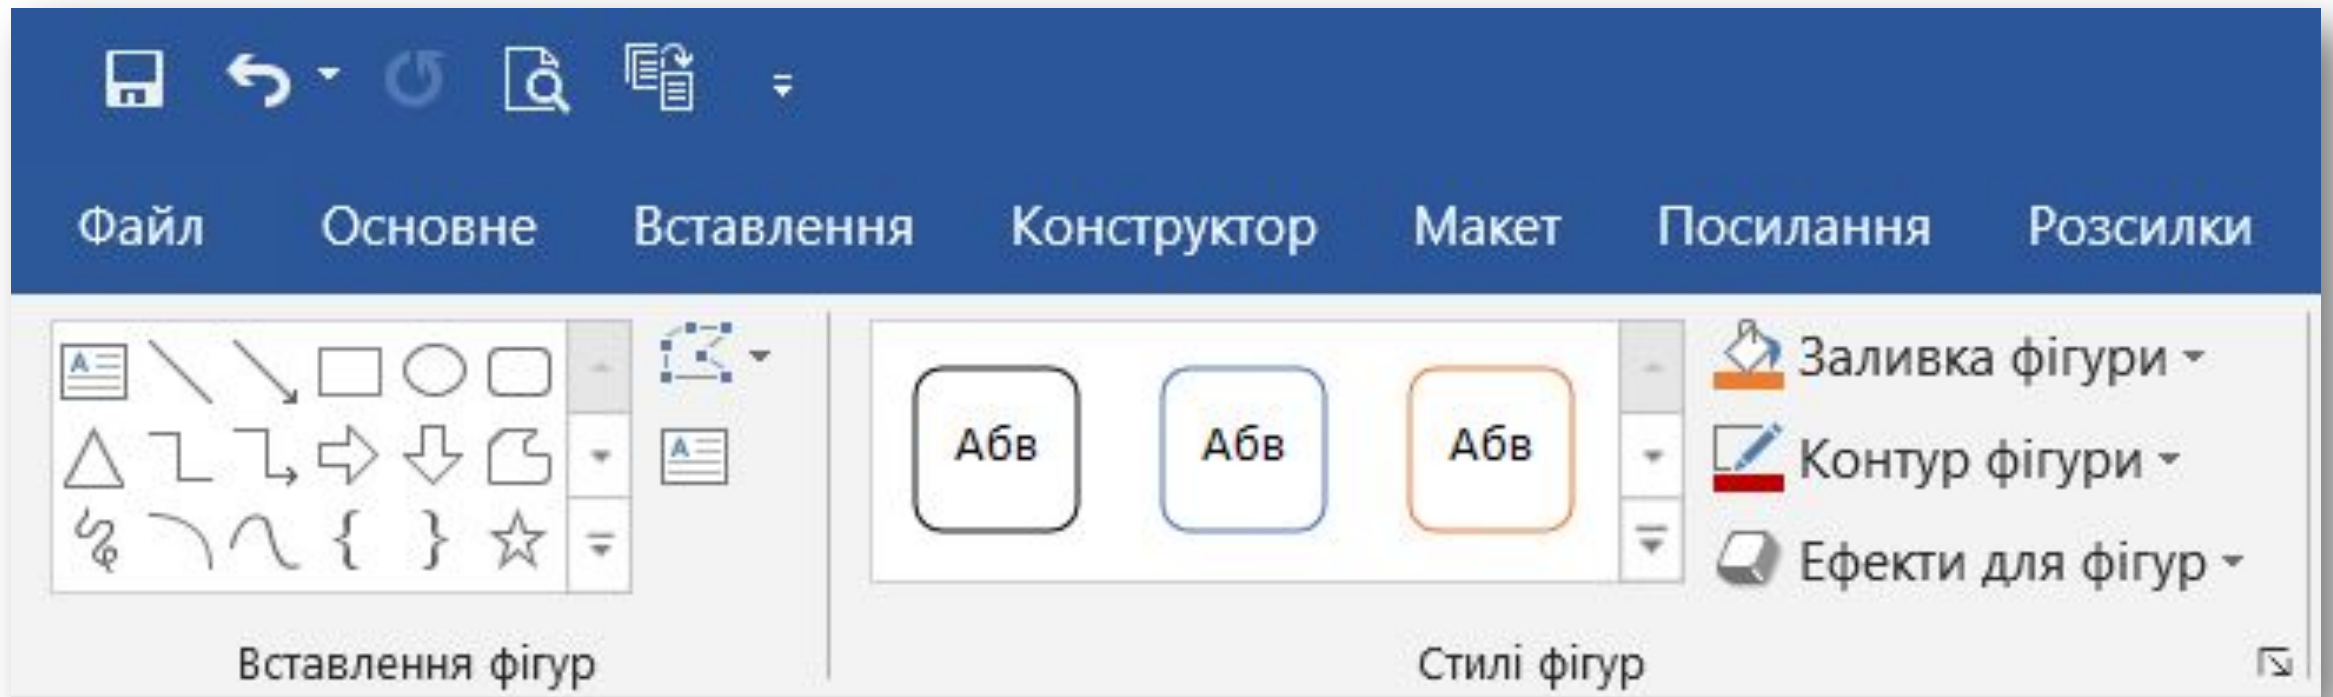 Файл Основне Вставлення Конструктор Макет Посилання Розсилки
Абв Абв Абв
Заливка фігури
Контур фігури
Ефекти для фігур
Вставлення фігур
Стилі фігур